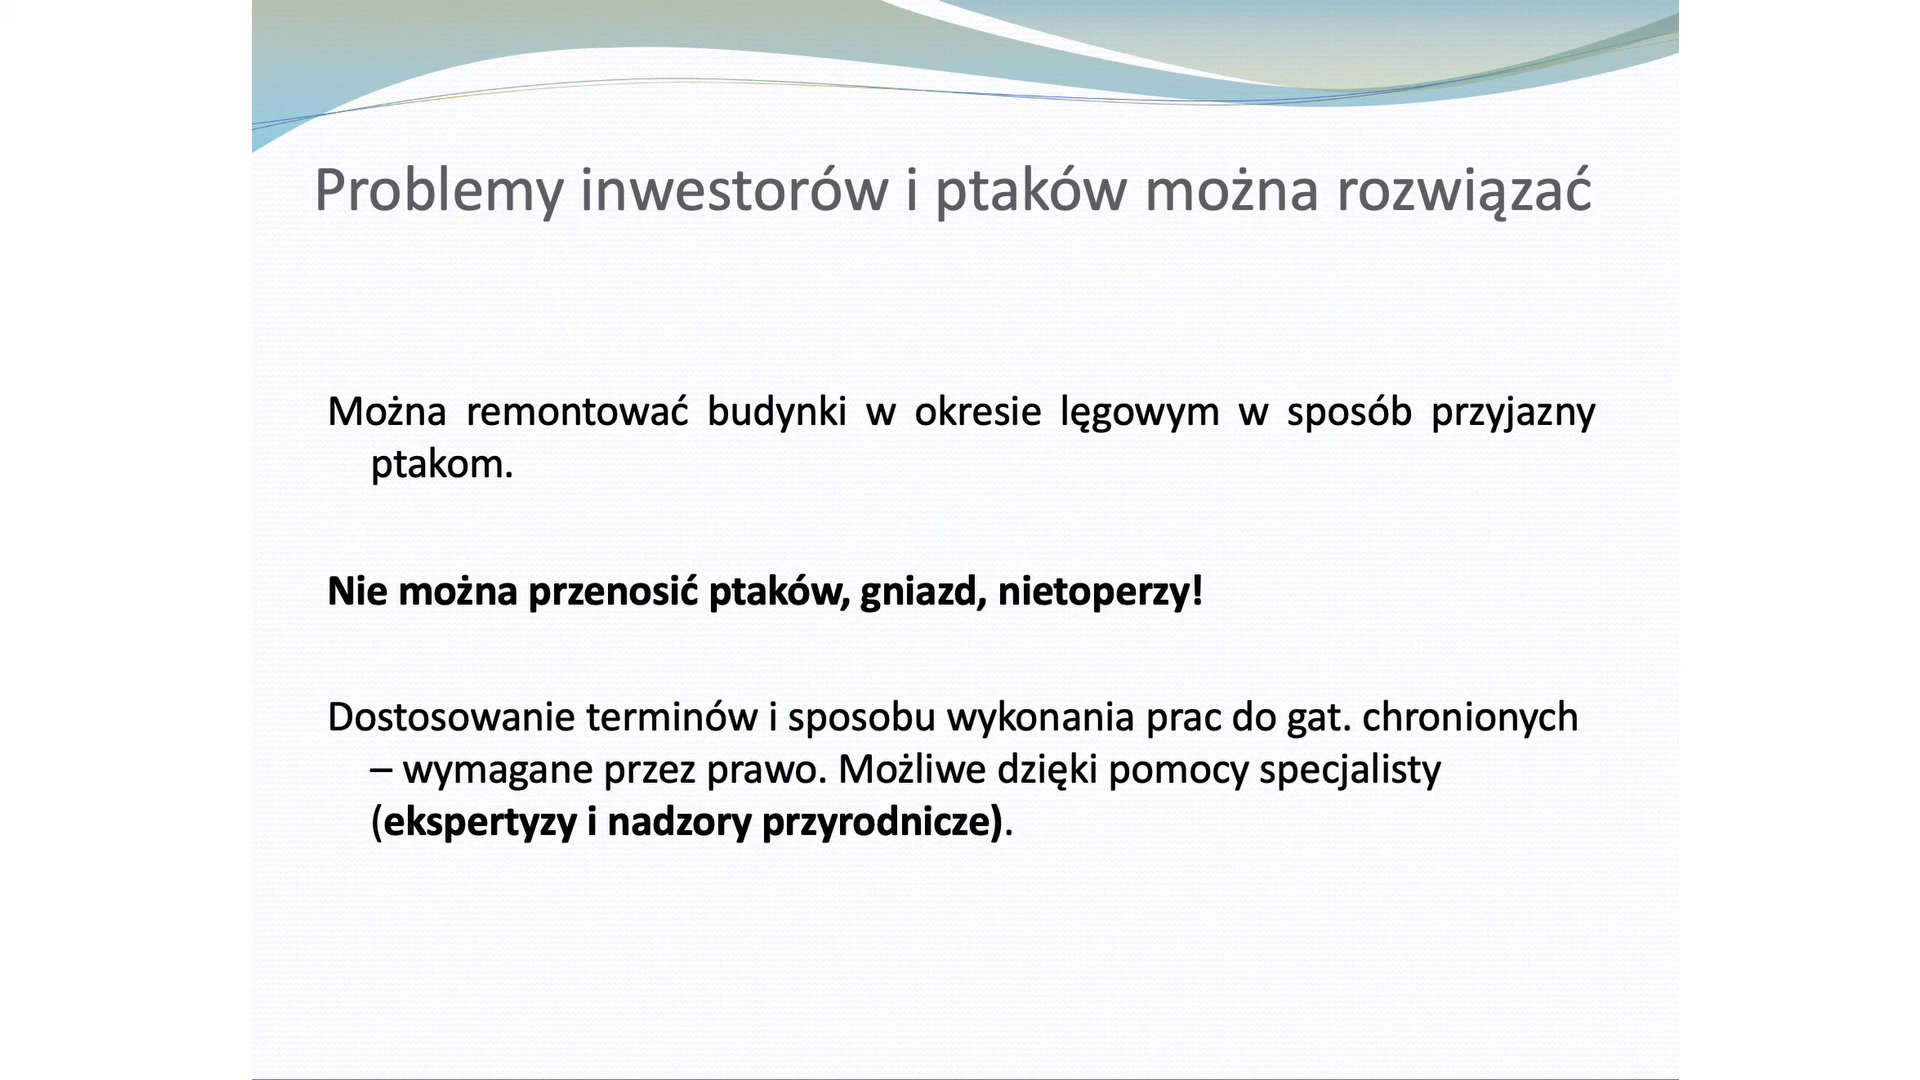 Problemy inwestorów i ptaków można rozwiązać
Można remontować budynki w okresie lęgowym w sposób przyjazny
ptakom.
Nie można przenosić ptaków, gniazd, nietoperzy!
Dostosowanie terminów i sposobu wykonania prac do gat. chronionych
– wymagane przez prawo. Możliwe dzięki pomocy specjalisty
(ekspertyzy i nadzory przyrodnicze).